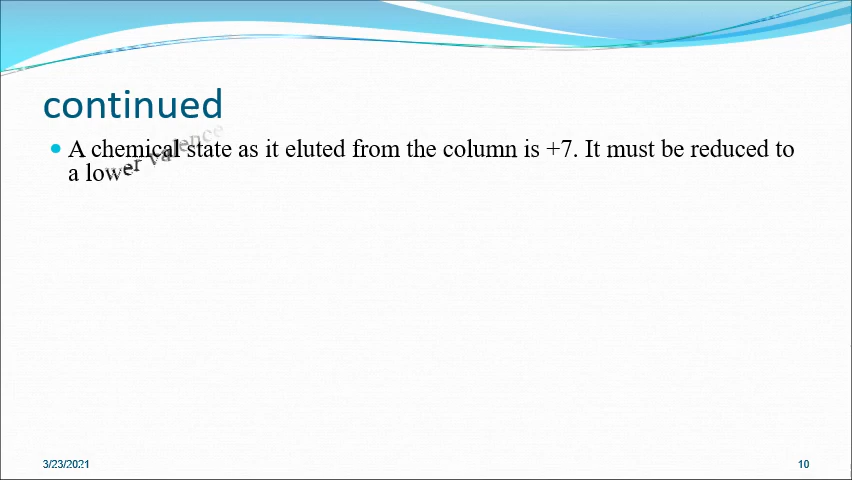 continued
A chemical state as it eluted from the column is +7. It must be reduced to
a lower valence
3/23/2021
10